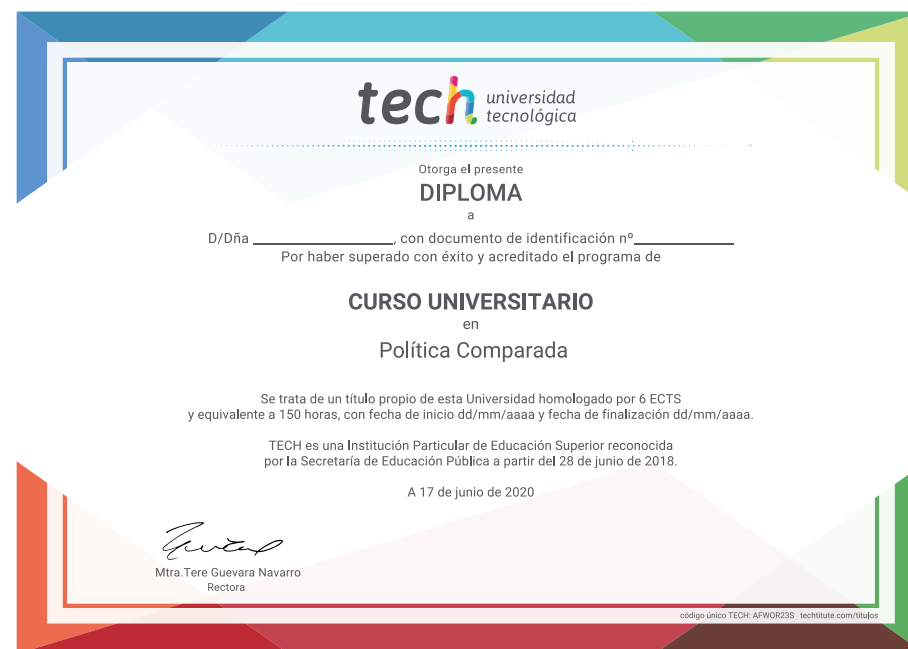 tech universidad
tecnológica
Otorga el presente
DIPLOMA
a
D/Dña ____________________, con documento de identificación nº______________
Por haber superado con éxito y acreditado el programa de
CURSO UNIVERSITARIO
en
Política Comparada
Se trata de un título propio de esta Universidad homologado por 6 ECTS
y equivalente a 150 horas, con fecha de inicio dd/mm/aaaa y fecha de finalización dd/mm/aaaa.
TECH es una Institución Particular de Educación Superior reconocida
por la Secretaría de Educación Pública a partir del 28 de junio de 2018.
A 17 de junio de 2020
Mtra.Tere Guevara Navarro
Rectora
código único TECH: AFWOR23S techtitute.com/titulos